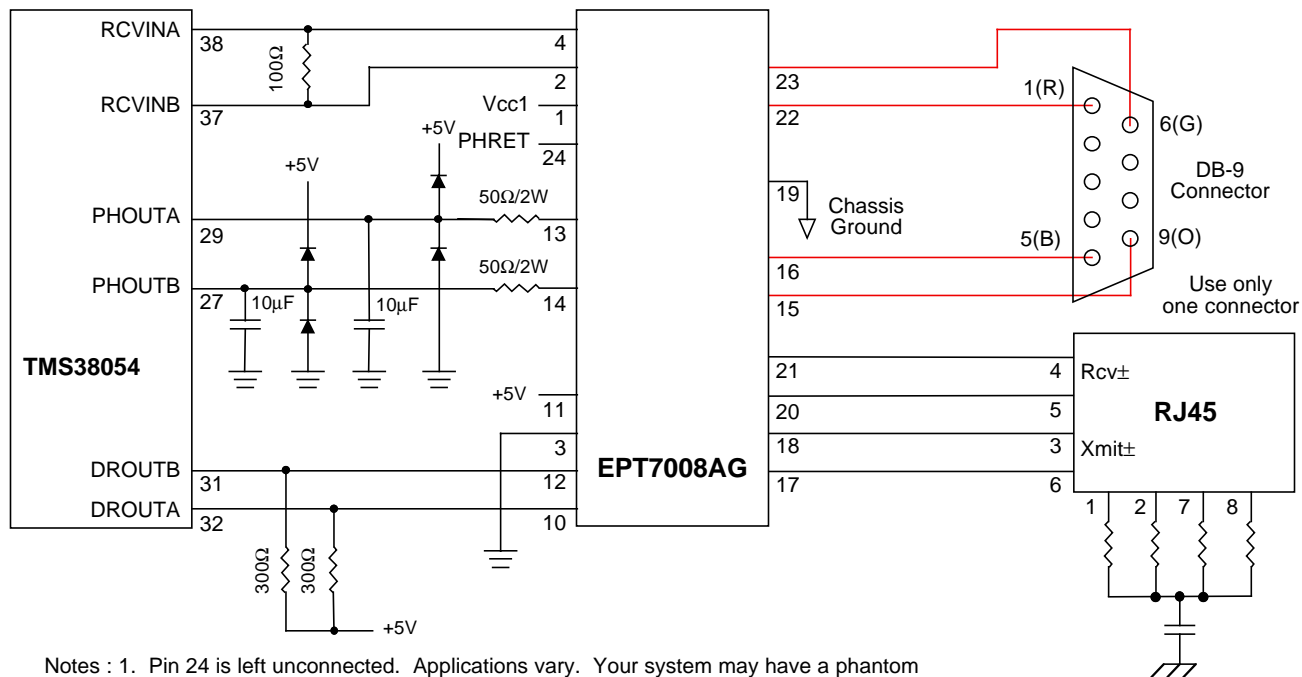 RCVINA
38
100Ω
RCVINB
37
4
2
Vcc1
1
PHRET
24
+5V
+5V
PHOUTA
29
50Ω/2W
13
PHOUTB
27
50Ω/2W
14
10µF
10µF
TMS38054
+5V
11
3
DROUTB
31
12
DROUTA
32
10
300Ω
300Ω
+5V
EPT7008AG
23
22
19
Chassis
Ground
16
15
21
20
18
17
1(R)
6(G)
DB-9
Connector
5(B)
9(O)
Use only
one connector
4
Rcv±
5
RJ45
3
Xmit±
6
1
2
7
8
Notes : 1. Pin 24 is left unconnected. Applications vary. Your system may have a phantom